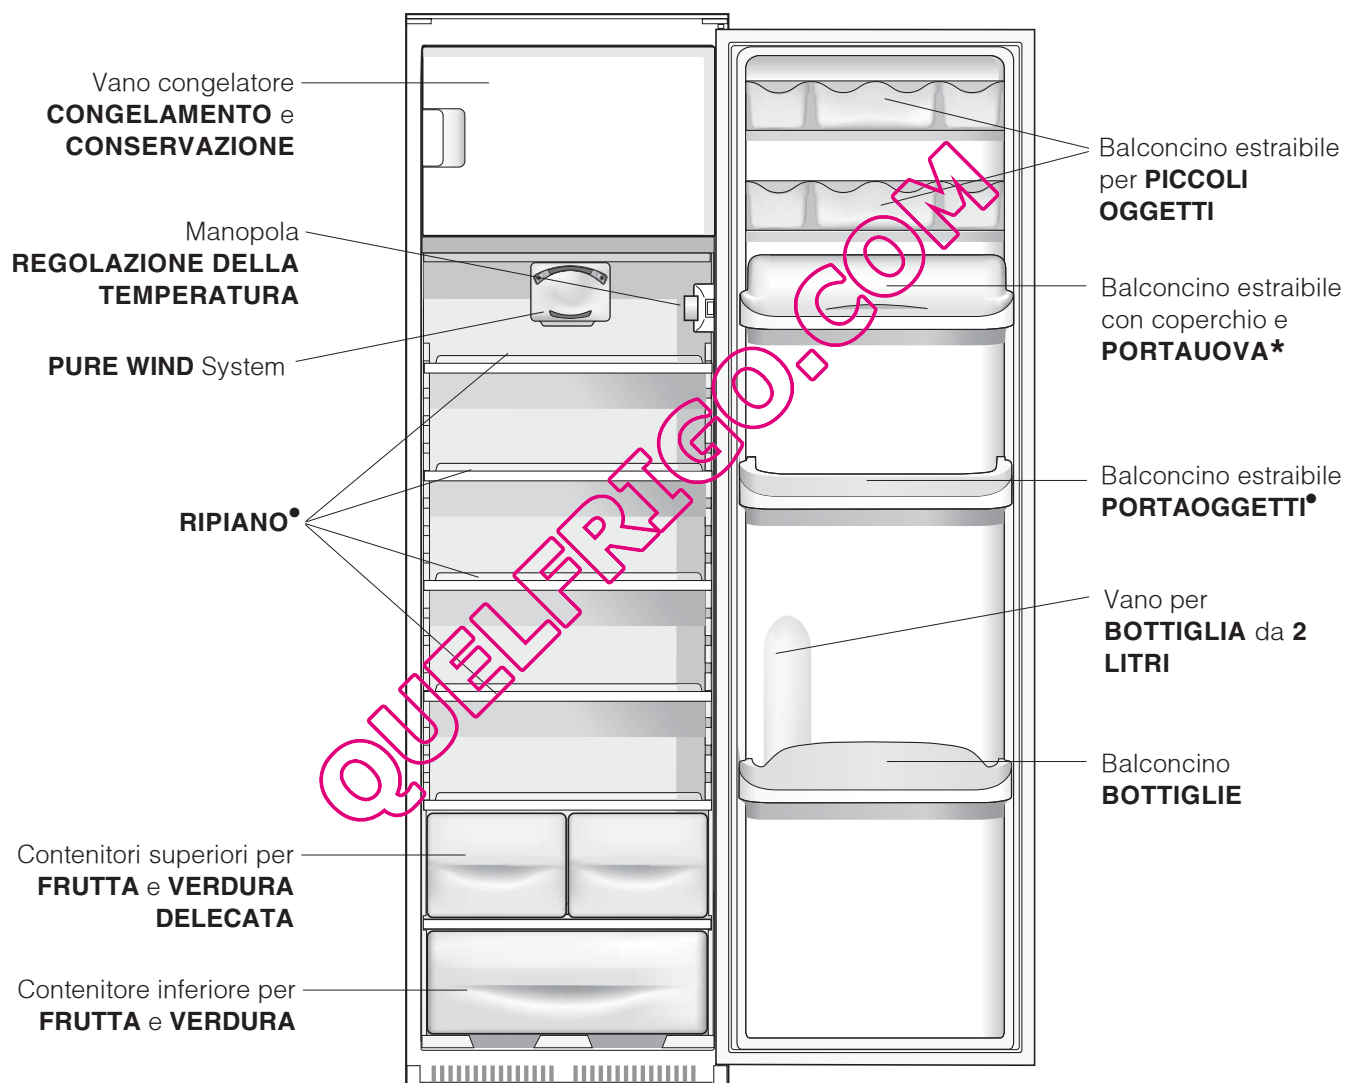 Vano congelatore
CONGELAMENTO e
CONSERVAZIONE
Manopola
REGOLAZIONE DELLA
TEMPERATURA
PURE WIND System
RIPIANO•
Contenitori superiori per
FRUTTA e VERDURA
DELECATA
Contenitore inferiore per
FRUTTA e VERDURA
Balconcino estraibile
per PICCOLI
OGGETTI
Balconcino estraibile
con coperchio e
PORTAUOVA*
Balconcino estraibile
PORTAOGGETTI•
Vano per
BOTTIGLIA da 2
LITRI
Balconcino
BOTTIGLIE
QUELFRIGO.COM